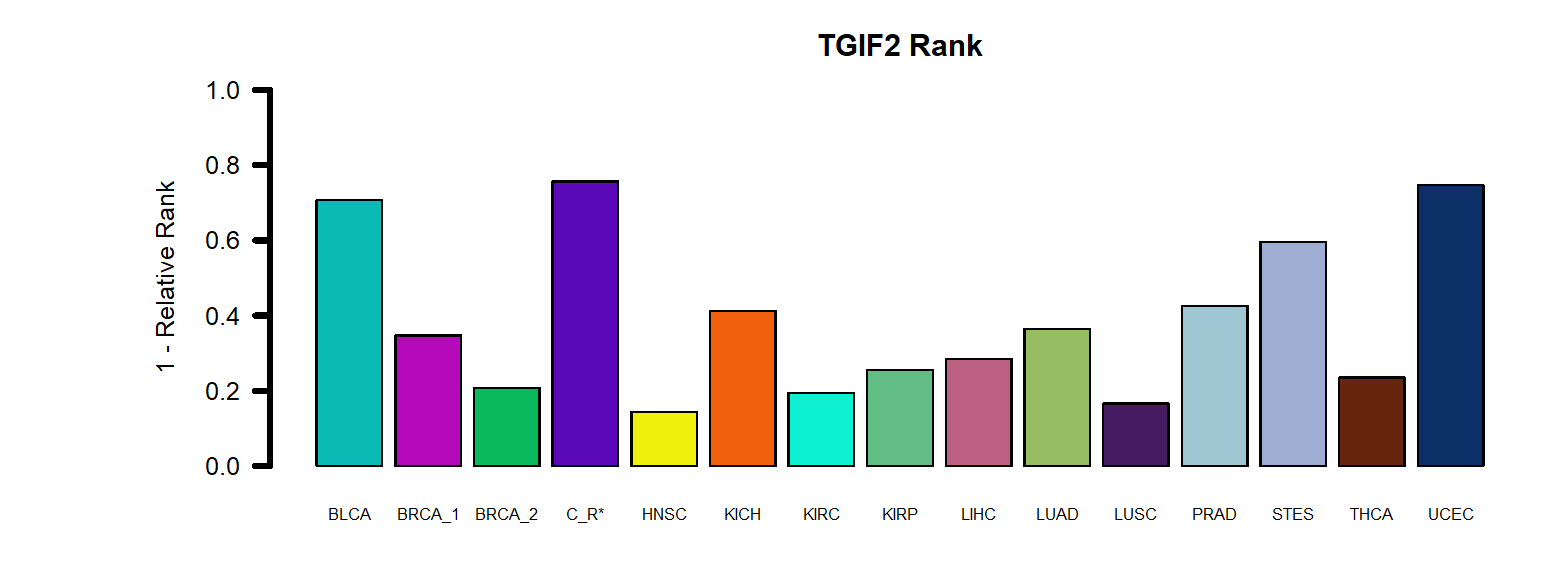 TGIF2 Rank
1.0
0.8
0.6
0.4
0.2
0.0
1 - Relative Rank
BLCA BRCA_1 BRCA_2 C_R* HNSC KICH KIRC KIRP LIHC LUAD LUSC PRAD STES THCA UCEC